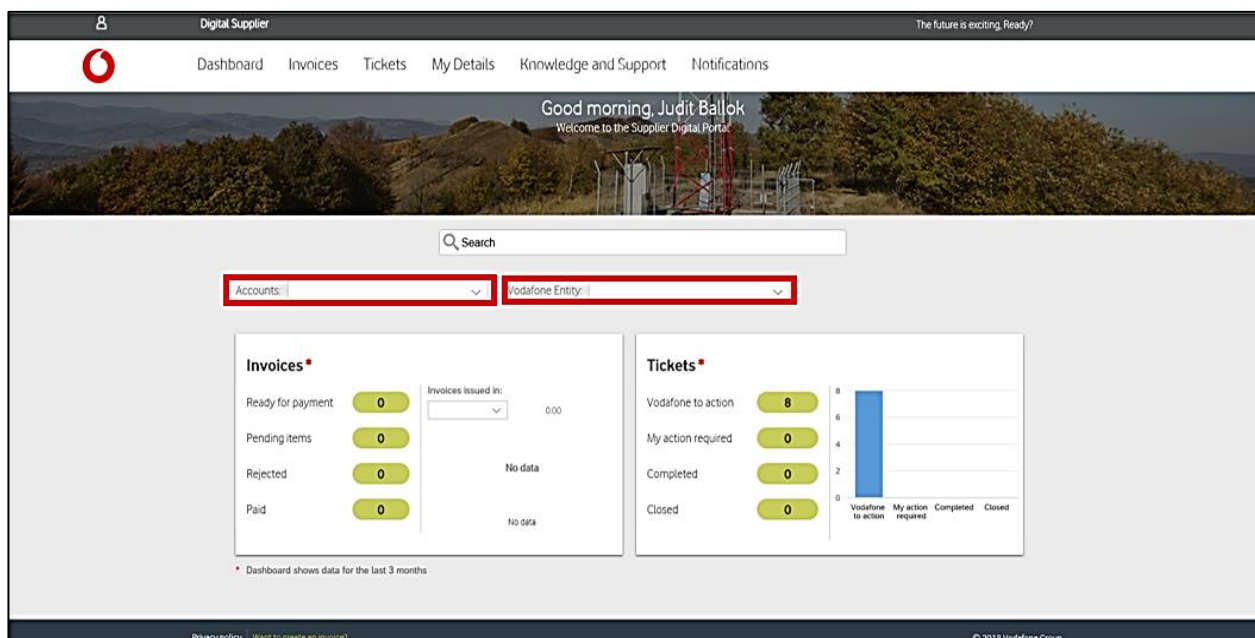 Digital Supplier
The future is exciting, Ready?
Dashboard Invoices Tickets My Details Knowledge and Support Notifications
Good morning, Judit Ballok
Welcome to the Supplier Digital Portal
Search
Accounts:
Vodafone Entity:
Invoices*
Ready for payment 0
Pending items 0
Rejected 0
Paid 0
Invoices issued in:
0.00
No data
No data
Tickets*
Vodafone to action 8
My action required 0
Completed 0
Closed 0
8
6
4
2
0
Vodafone to action
My action required
Completed
Closed
* Dashboard shows data for the last 3 months
Privacy policy Want to create an invoice?
© 2018 Vodafone Group